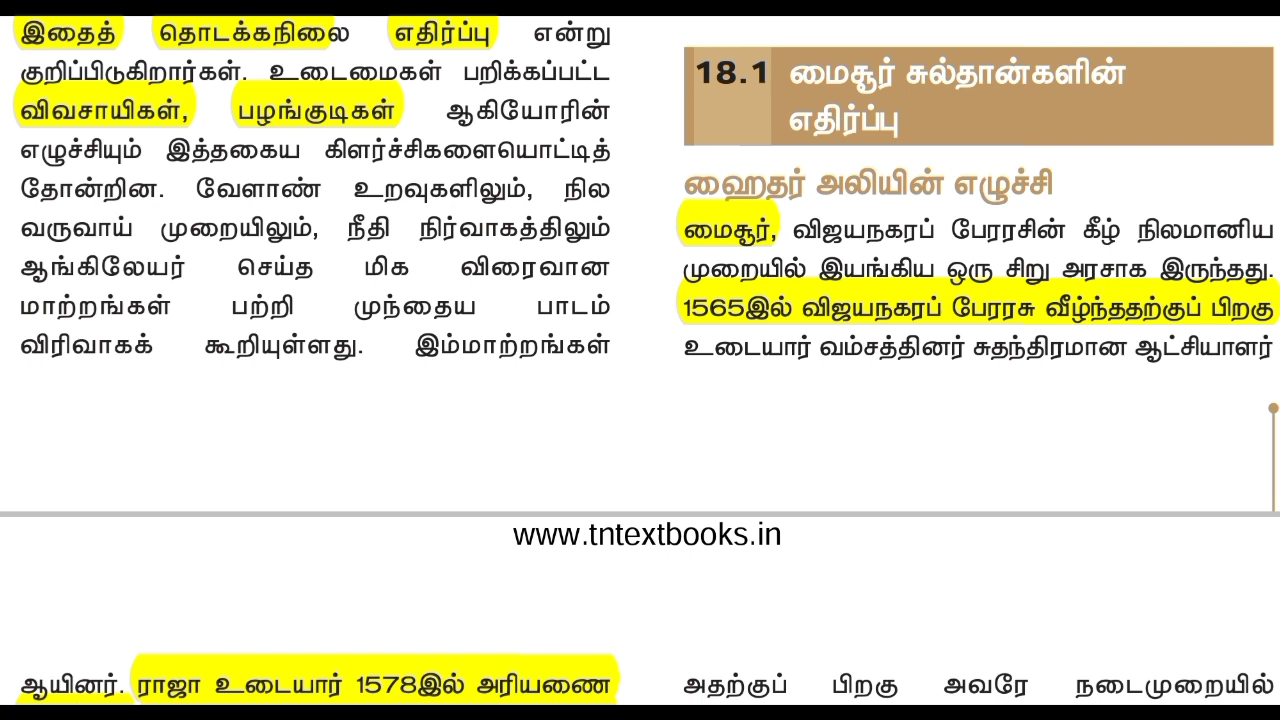 இதைத் தொடக்கநிலை எதிர்ப்பு என்று
குறிப்பிடுகிறார்கள். உடைமைகள் பறிக்கப்பட்ட
விவசாயிகள், பழங்குடிகள் ஆகியோரின்
எழுச்சியும் இத்தகைய கிளர்ச்சிகளையொட்டித்
தோன்றின. வேளாண் உறவுகளிலும், நில
வருவாய் முறையிலும், நீதி நிர்வாகத்திலும்
ஆங்கிலேயர் செய்த மிக விரைவான
மாற்றங்கள் பற்றி முந்தைய பாடம்
விரிவாகக் கூறியுள்ளது. இம்மாற்றங்கள்
18.1 மைசூர் சுல்தான்களின்
எதிர்ப்பு
ஹைதர் அலியின் எழுச்சி
மைசூர், விஜயநகரப் பேரரசின் கீழ் நிலமானிய
முறையில் இயங்கிய ஒரு சிறு அரசாக இருந்தது.
1565இல் விஜயநகரப் பேரரசு வீழ்ந்ததற்குப் பிறகு
உடையார் வம்சத்தினர் சுதந்திரமான ஆட்சியாளர்
www.tntextbooks.in
ஆயினர். ராஜா உடையார் 1578இல் அரியணை
அதற்குப் பிறகு அவரே நடைமுறையில்